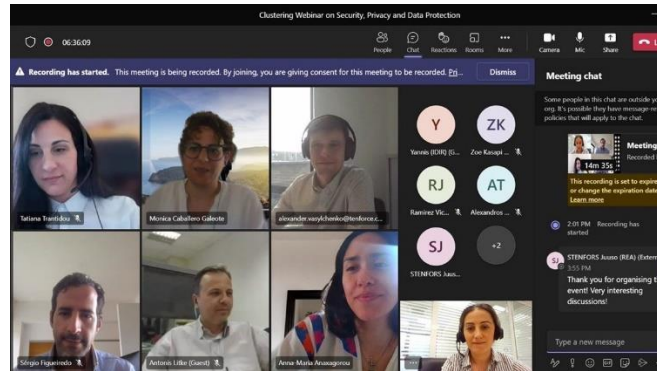 Clustering Webinar on Security, Privacy and Data Protection
06:36:09
People
Chat
Reactions
Rooms
More
Camera
Mic
Share
Recording has started. This meeting is being recorded. By joining, you are giving consent for this meeting to be recorded. Pri...
Dismiss
Meeting chat
Some people in this chat are outside yo
org. It's possible they have message-re
policies that will apply to the chat.
Meeting
Recorded
14m 35s
This recording is set to expire
or change the expiration date
Learn more
2:01 PM Recording has
started
SJ
STENFORS Juuso (REA) (Extern
3:55 PM
Thank you for organising t
event! Very interesting
discussions!
Type a new message
Tatiana Trantidou
Monica Caballero Galeote
alexander.vasylchenko@tenforce.c...
Y
Yannis (IDIR) (G...
ZK
Zoe Kasapi ...
RJ
Ramirez Vic...
AT
Alexandros ...
SJ
STENFORS Juus...
+2
Sérgio Figueiredo
Antonis Litke (Guest)
Anna-Maria Anaxagorou